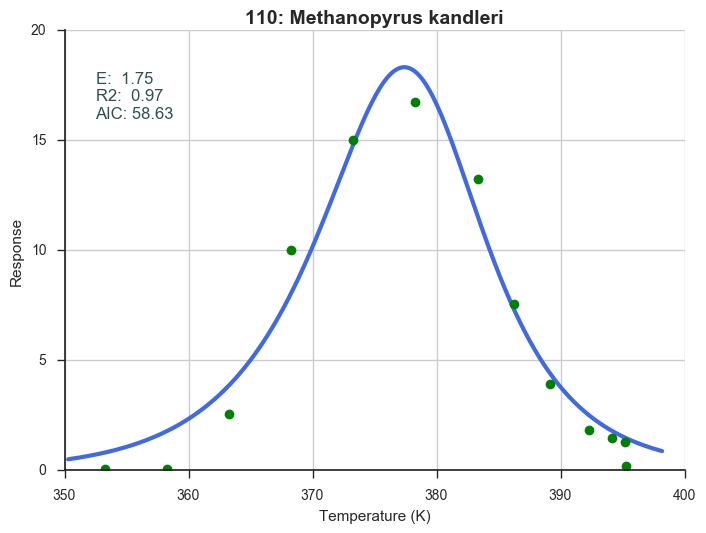 110: Methanopyrus kandleri
E:  1.75
R2:  0.97
AIC: 58.63
Response
20
15
10
5
0
350 360 370 380 390 400
Temperature (K)